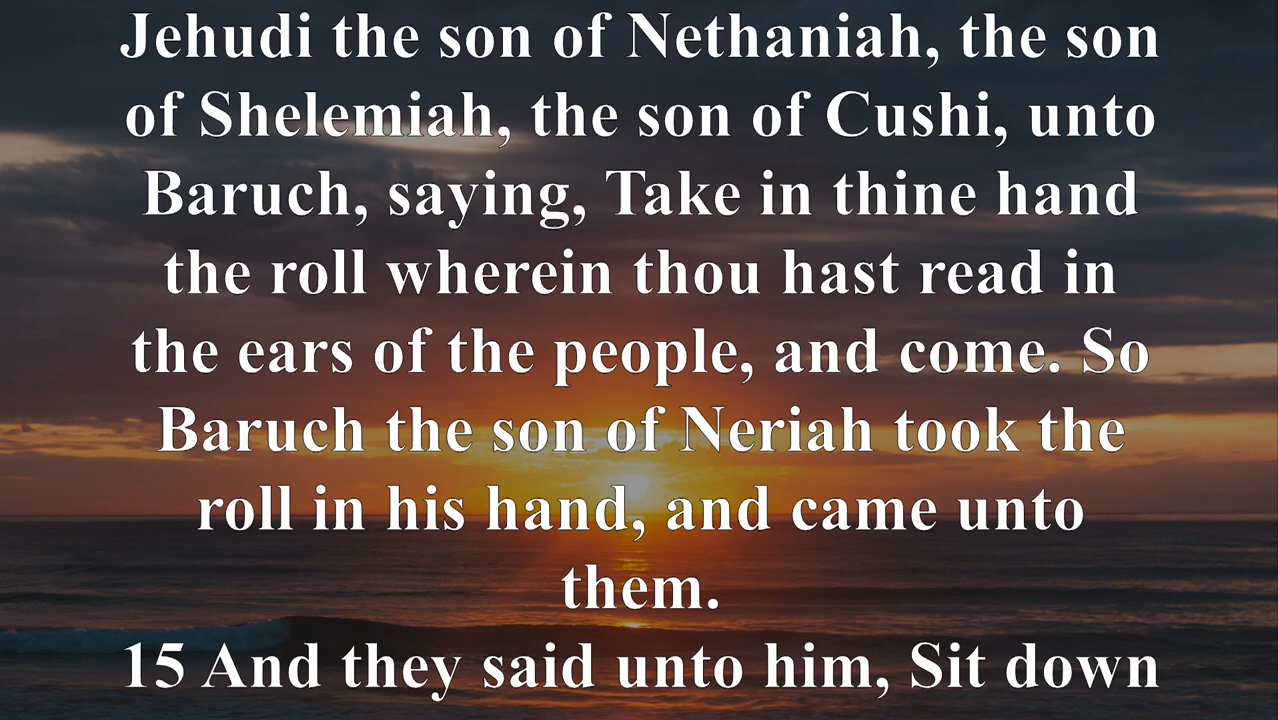 Jehudi the son of Nethaniah, the son
of Shelemiah, the son of Cushi, unto
Baruch, saying, Take in thine hand
the roll wherein thou hast read in
the ears of the people, and come. So
Baruch the son of Neriah took the
roll in his hand, and came unto
them.
15 And they said unto him, Sit down